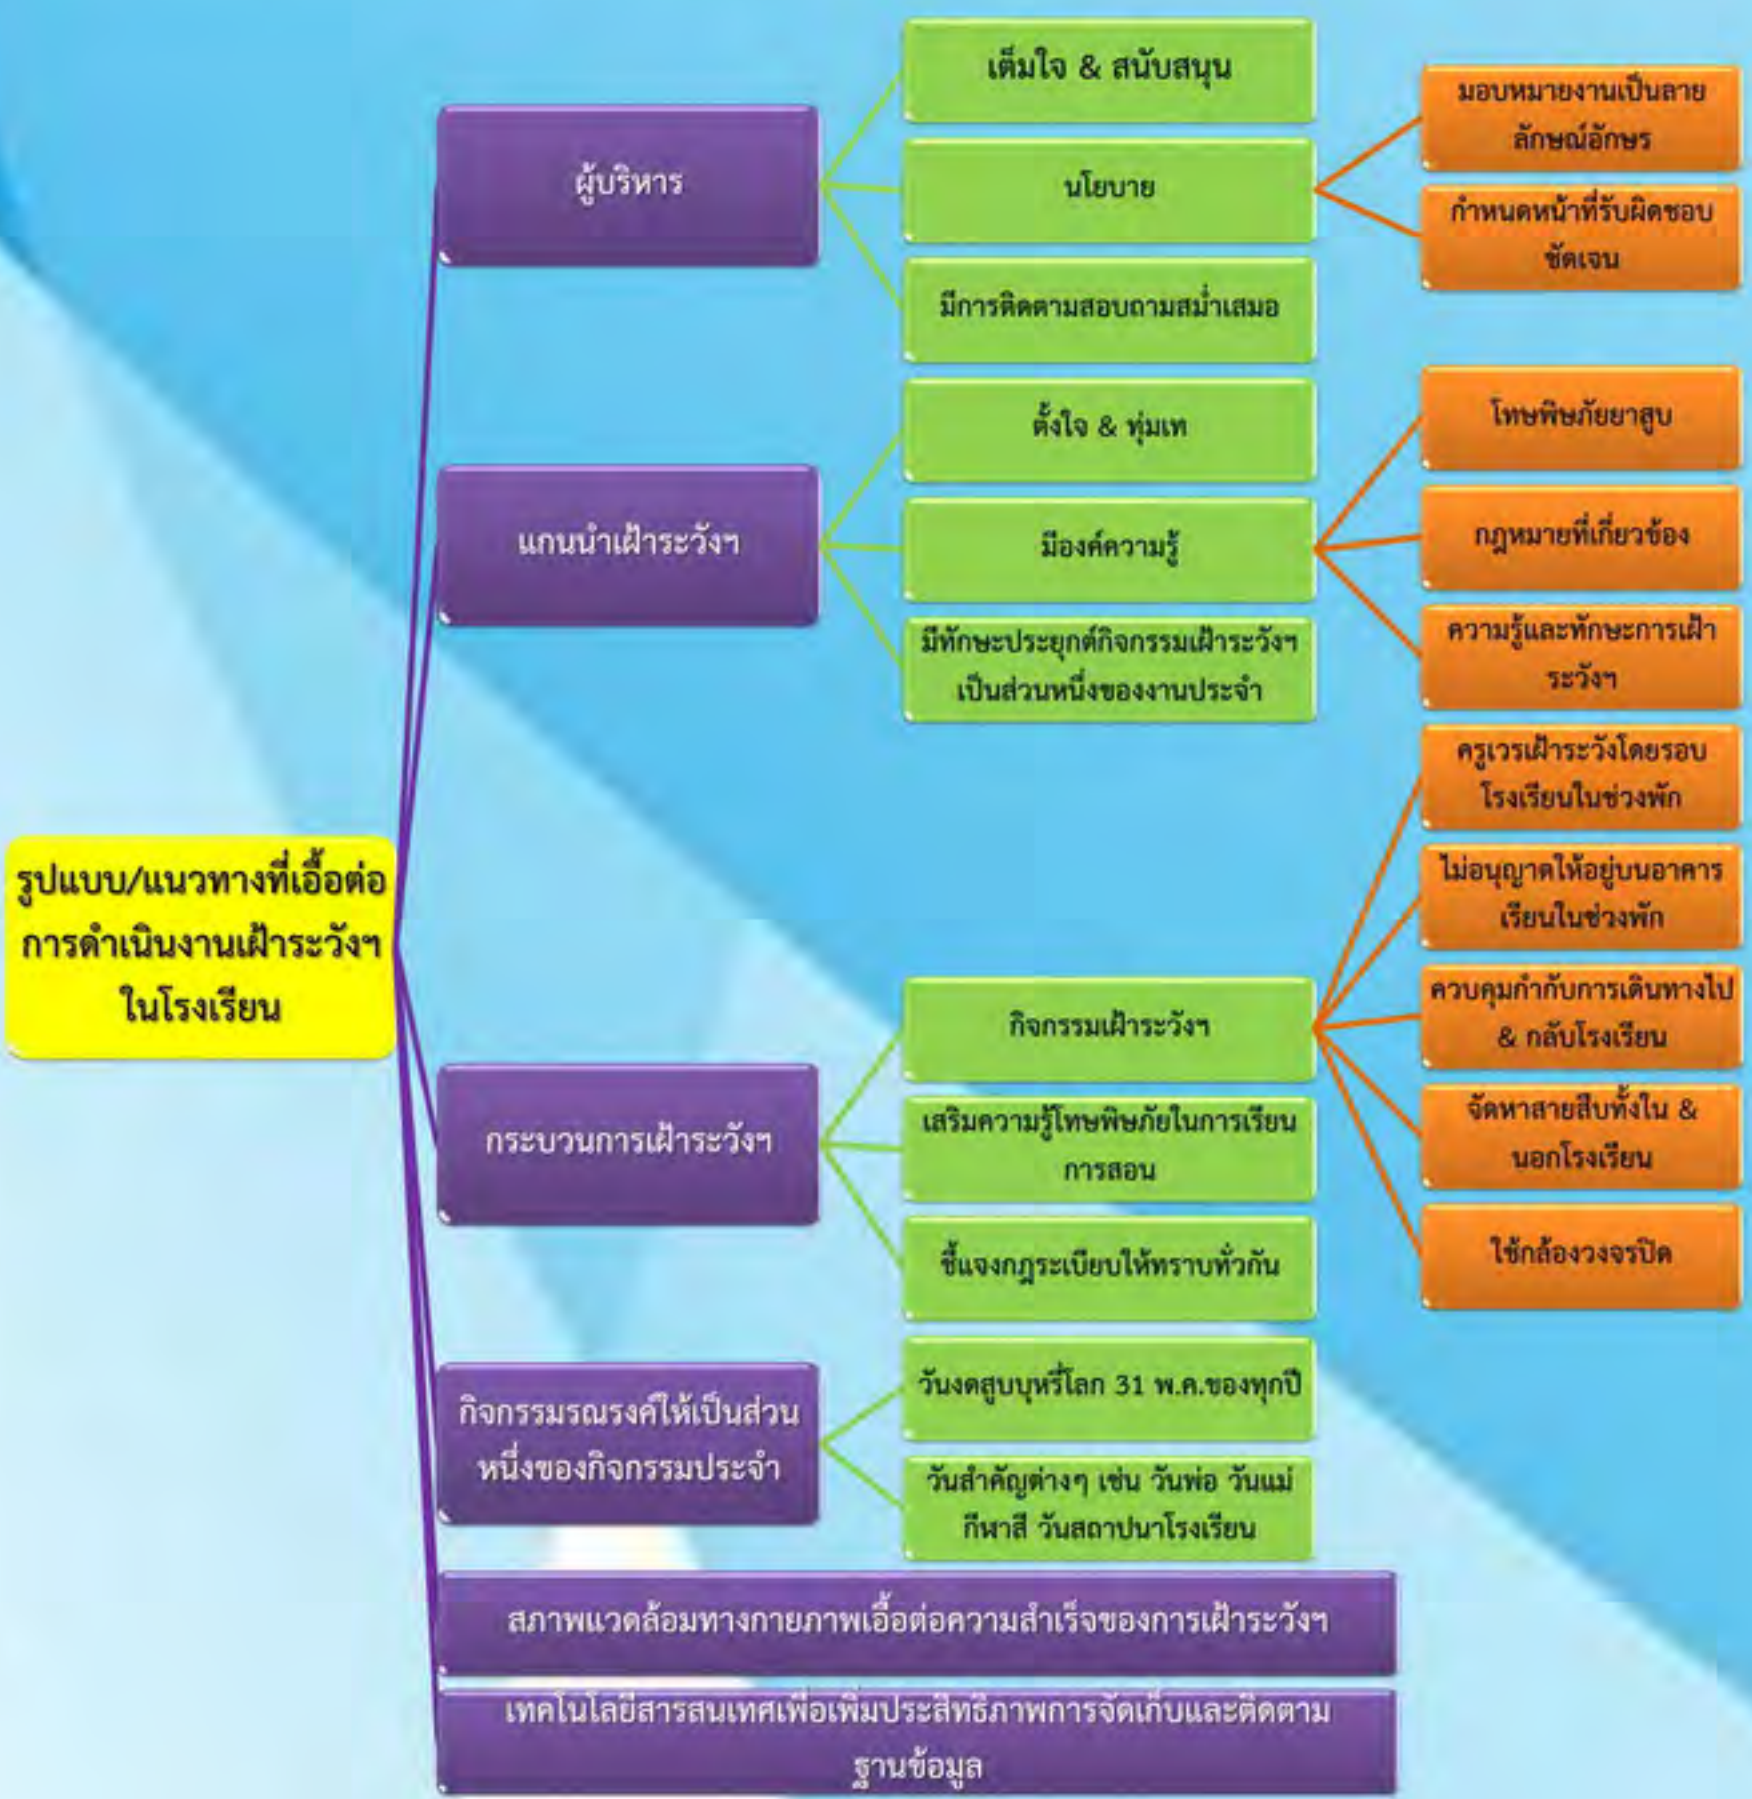 รูปแบบ/แนวทางที่เอื้อต่อ
การดำเนินงานเฝ้าระวังฯ
ในโรงเรียน
ผู้บริหาร
เต็มใจ & สนับสนุน
นโยบาย
มอบหมายงานเป็นลาย
ลักษณ์อักษร
กำหนดหน้าที่รับผิดชอบ
ชัดเจน
มีการติดตามสอบถามสม่ำเสมอ
แกนนำเฝ้าระวังฯ
ตั้งใจ & ทุ่มเท
มีองค์ความรู้
โทษพิษภัยยาสูบ
กฎหมายที่เกี่ยวข้อง
ความรู้และทักษะการเฝ้า
ระวังฯ
มีทักษะประยุกต์กิจกรรมเฝ้าระวังฯ
เป็นส่วนหนึ่งของงานประจำ
กระบวนการเฝ้าระวังฯ
กิจกรรมเฝ้าระวังฯ
ครูเวรเฝ้าระวังโดยรอบ
โรงเรียนในช่วงพัก
ไม่อนุญาตให้อยู่บนอาคาร
เรียนในช่วงพัก
ควบคุมกำกับการเดินทางไป
& กลับโรงเรียน
จัดหาสายสืบทั้งใน &
นอกโรงเรียน
ใช้กล้องวงจรปิด
เสริมความรู้โทษพิษภัยในการเรียน
การสอน
ชี้แจงกฎระเบียบให้ทราบทั่วกัน
กิจกรรมรณรงค์ให้เป็นส่วน
หนึ่งของกิจกรรมประจำ
วันงดสูบบุหรี่โลก 31 พ.ค.ของทุกปี
วันสำคัญต่างๆ เช่น วันพ่อ วันแม่
กีฬาสี วันสถาปนาโรงเรียน
สภาพแวดล้อมทางกายภาพเอื้อต่อความสำเร็จของการเฝ้าระวังฯ
เทคโนโลยีสารสนเทศเพื่อเพิ่มประสิทธิภาพการจัดเก็บและติดตาม
ฐานข้อมูล